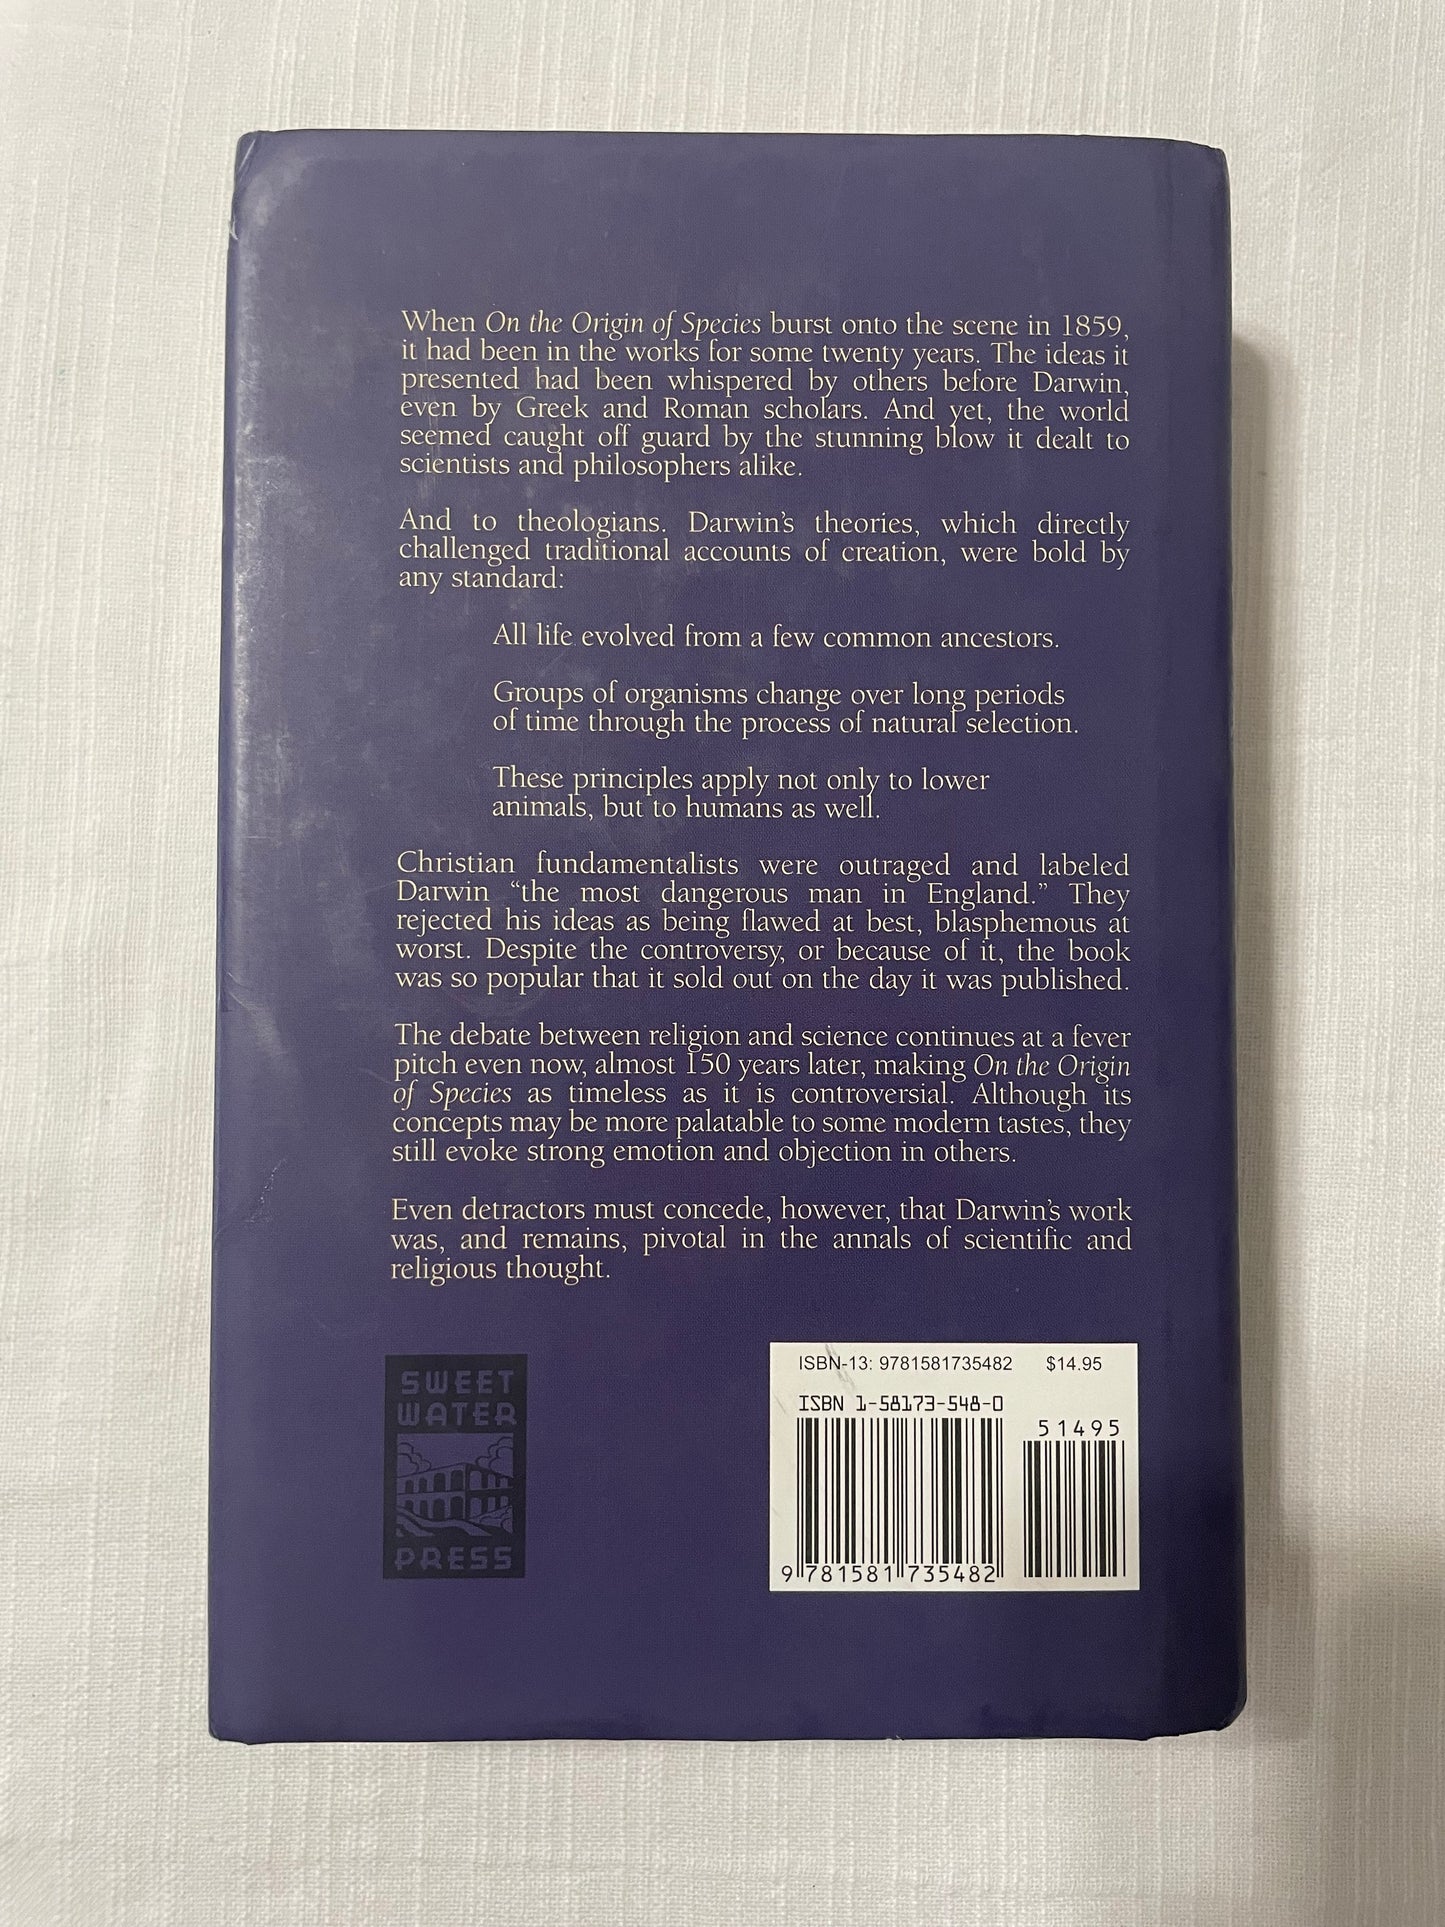 When On the Origin of Species burst onto the scene in 1859,
it had been in the works for some twenty years. The ideas it
presented had been whispered by others before Darwin,
even by Greek and Roman scholars. And yet, the world
seemed caught off guard by the stunning blow it dealt to
scientists and philosophers alike.
And to theologians. Darwin's theories, which directly
challenged traditional accounts of creation, were bold by
any standard:
All life evolved from a few common ancestors.
Groups of organisms change over long periods
of time through the process of natural selection.
These principles apply not only to lower
animals, but to humans as well.
Christian fundamentalists were outraged and labeled
Darwin “the most dangerous man in England.” They
rejected his ideas as being flawed at best, blasphemous at
worst. Despite the controversy, or because of it, the book
was so popular that it sold out on the day it was published.
The debate between religion and science continues at a fever
pitch even now, almost 150 years later, making On the Origin
of Species as timeless as it is controversial. Although its
concepts may be more palatable to some modern tastes, they
still evoke strong emotion and objection in others.
Even detractors must concede, however, that Darwin's work
was, and remains, pivotal in the annals of scientific and
religious thought.
SWEET
WATER
PRESS
ISBN-13: 9781581735482 $14.95
ISBN 1-58173-548-0
51495
9 781581 735482